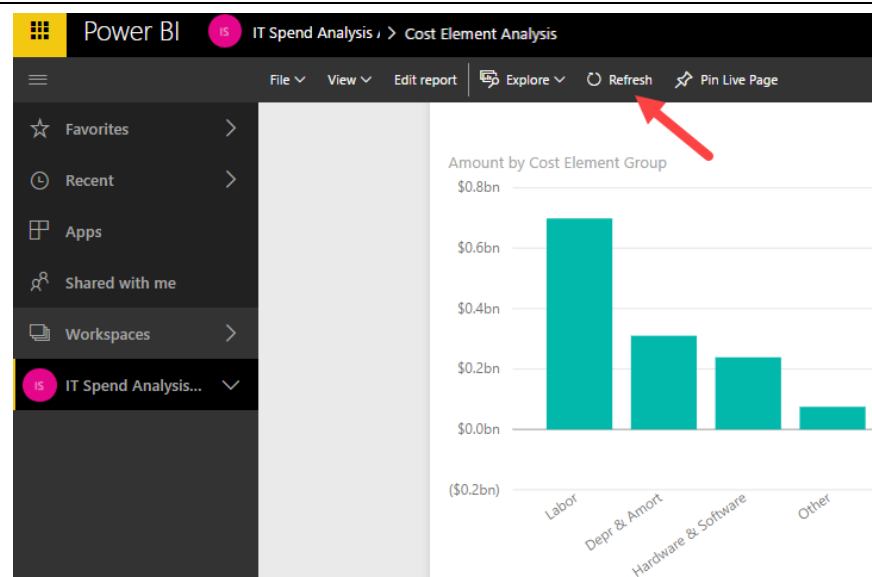 Power BI IS IT Spend Analysis > Cost Element Analysis
File View Edit report Explore Refresh Pin Live Page
Favorites
Recent
Apps
Shared with me
Workspaces
IS IT Spend Analysis...
Amount by Cost Element Group
$0.8bn
$0.6bn
$0.4bn
$0.2bn
$0.0bn
($0.2bn)
Labor
Depr & Amort
Hardware & Software
Other